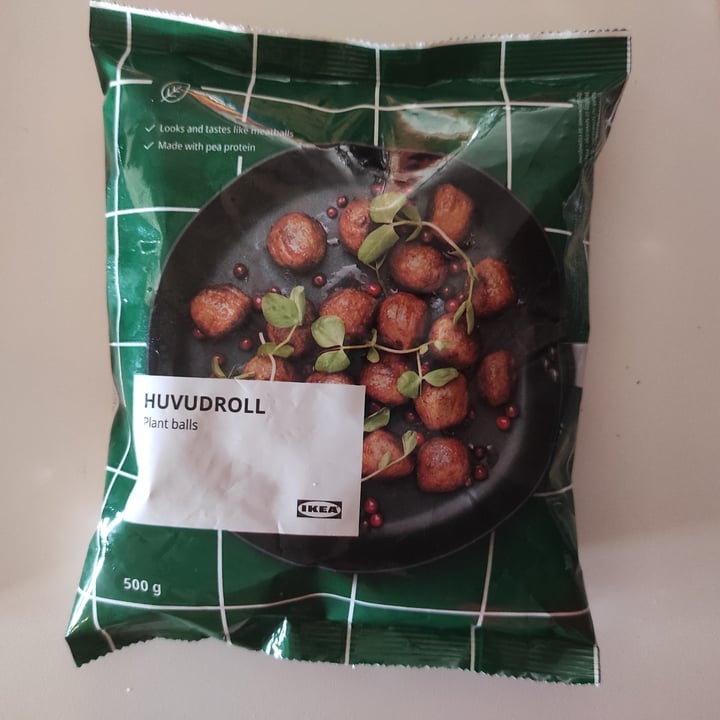 Looks and tastes like meatballs
Made with pea protein
HUVUDROLL
Plant balls
IKEA
500 g